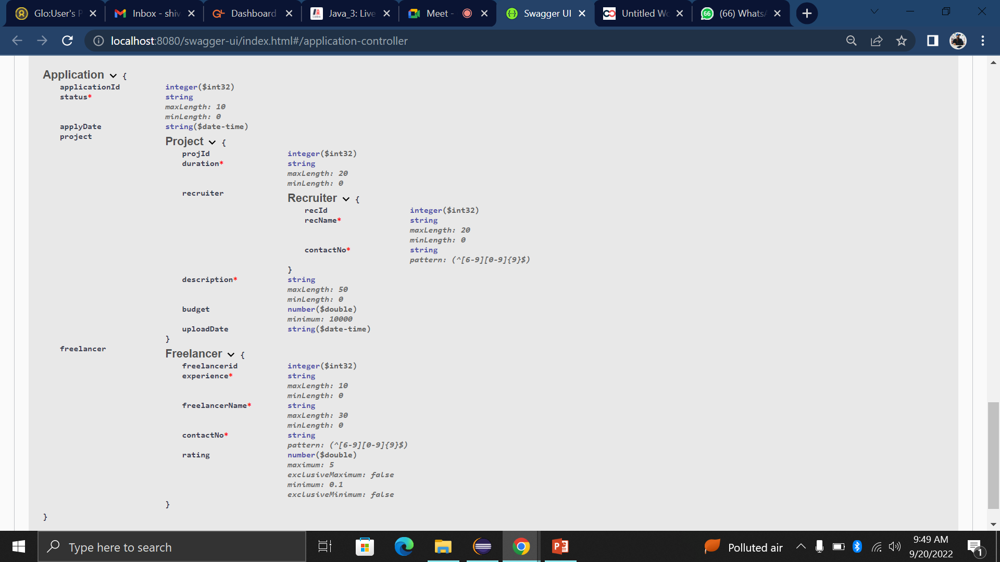 Glo:User's P
Inbox - shiv
Dashboard
Java_3: Live
Meet -
Swagger UI
Untitled Wo
(66) WhatsA
localhost:8080/swagger-ui/index.html#/application-controller
Application {
applicationId integer($int32)
status* string
maxLength: 10
minLength: 0
applyDate string($date-time)
project
Project {
projId integer($int32)
duration* string
maxLength: 20
minLength: 0
recruiter
Recruiter {
recId integer($int32)
recName* string
maxLength: 20
minLength: 0
contactNo* string
pattern: (^[6-9][0-9]{9}$)
}
description* string
maxLength: 50
minLength: 0
budget number($double)
minimum: 10000
uploadDate string($date-time)
}
freelancer
Freelancer {
freelancerid integer($int32)
experience* string
maxLength: 10
minLength: 0
freelancerName* string
maxLength: 30
minLength: 0
contactNo* string
pattern: (^[6-9][0-9]{9}$)
rating number($double)
maximum: 5
exclusiveMaximum: false
minimum: 0.1
exclusiveMinimum: false
}
}
Type here to search
Polluted air
9:49 AM
9/20/2022
1